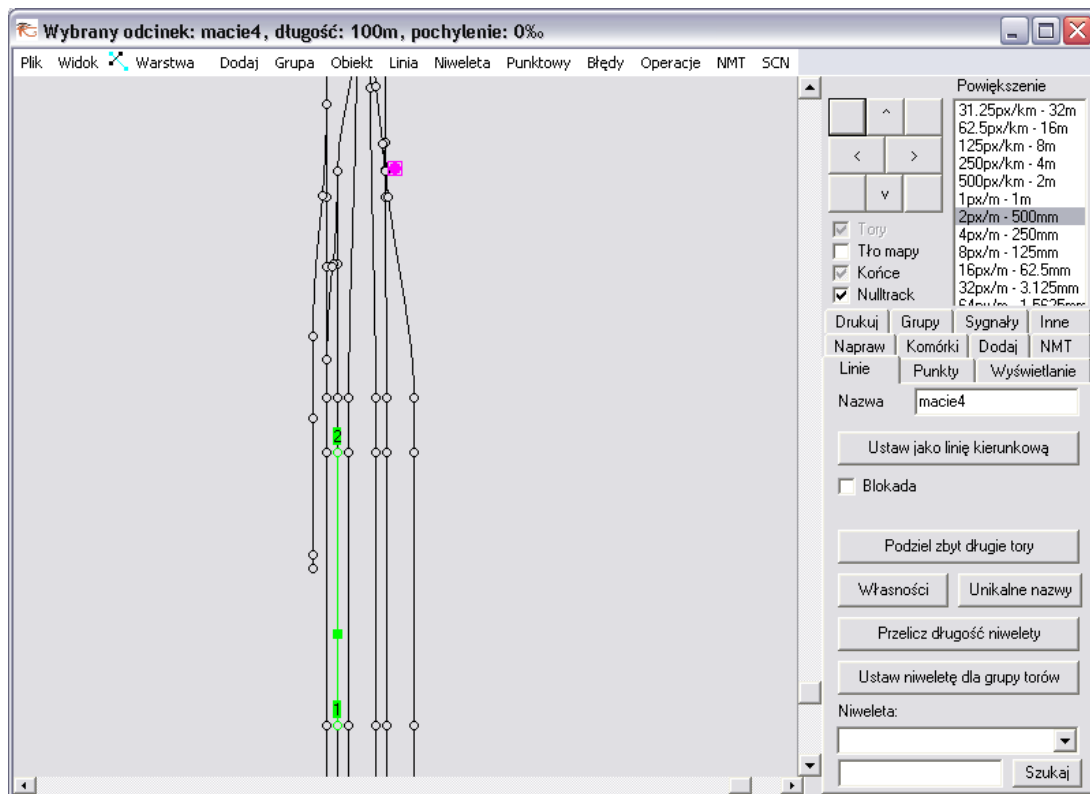 Wybrany odcinek: macie4, długość: 100m, pochylenie: 0‰
Plik Widok Warstwa Dodaj Grupa Obiekt Linia Niweleta Punktowy Błędy Operacje NMT SCN
Powiększenie
31.25px/km - 32m
62.5px/km - 16m
125px/km - 8m
250px/km - 4m
500px/km - 2m
1px/m - 1m
2px/m - 500mm
4px/m - 250mm
8px/m - 125mm
16px/m - 62.5mm
32px/m - 3.125mm
64px/m - 1.5625mm
^
< >
v
Tory
Tło mapy
Końce
Nulltrack
Drukuj Grupy Sygnały Inne
Napraw Komórki Dodaj NMT
Linie Punkty Wyświetlanie
Nazwa macie4
Ustaw jako linię kierunkową
Blokada
Podziel zbyt długie tory
Własności Unikalne nazwy
Przelicz długość niwelety
Ustaw niweletę dla grupy torów
Niweleta:
Szukaj
2
1